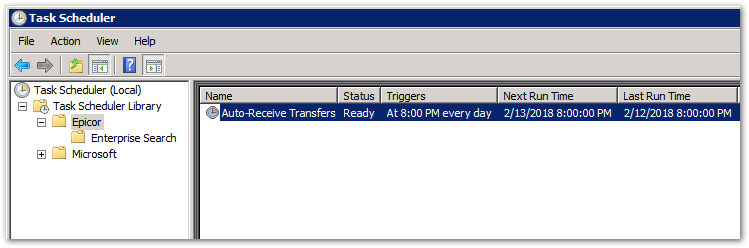 Task Scheduler
File Action View Help
Task Scheduler (Local)
Task Scheduler Library
Epicor
Enterprise Search
Microsoft
Name Status Triggers Next Run Time Last Run Time
Auto-Receive Transfers Ready At 8:00 PM every day 2/13/2018 8:00:00 PM 2/12/2018 8:00:00 PM